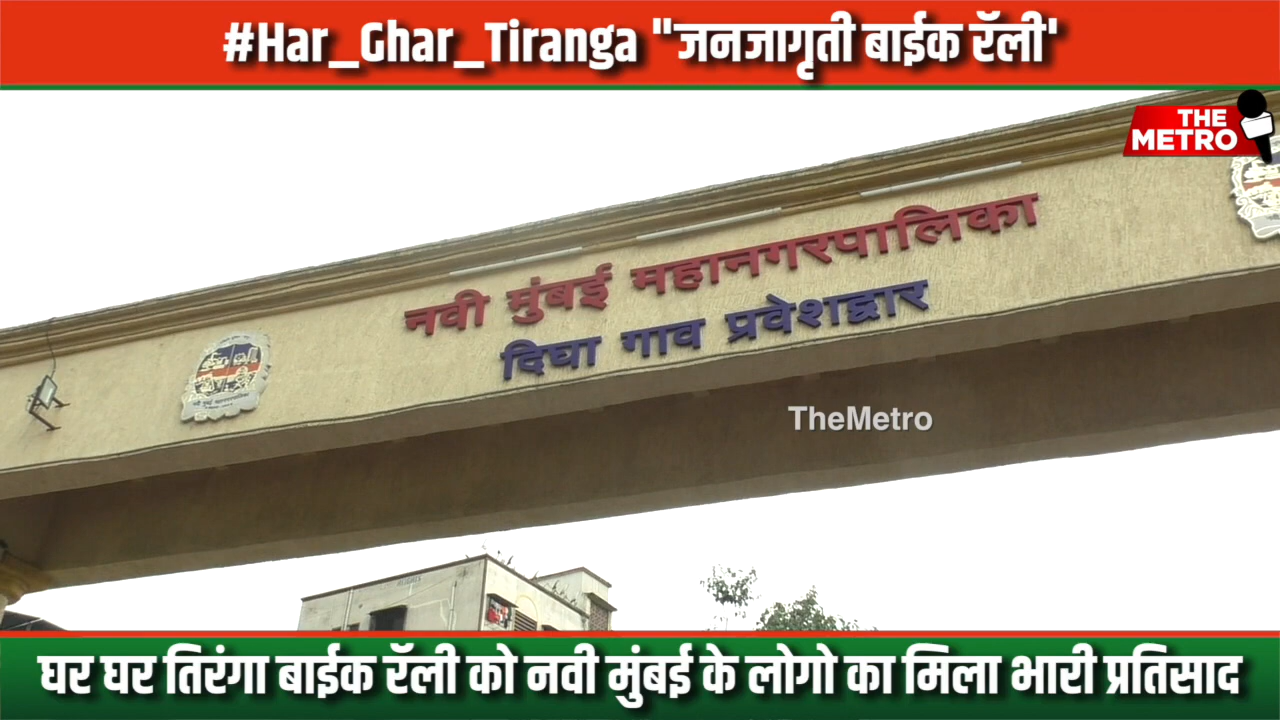 #Har_Ghar_Tiranga "जनजागृती बाईक रॅली'
THE
METRO
नवी मुंबई महानगरपालिका
दिघा गाव प्रवेशद्वार
TheMetro
घर घर तिरंगा बाईक रॅली को नवी मुंबई के लोगो का मिला भारी प्रतिसाद